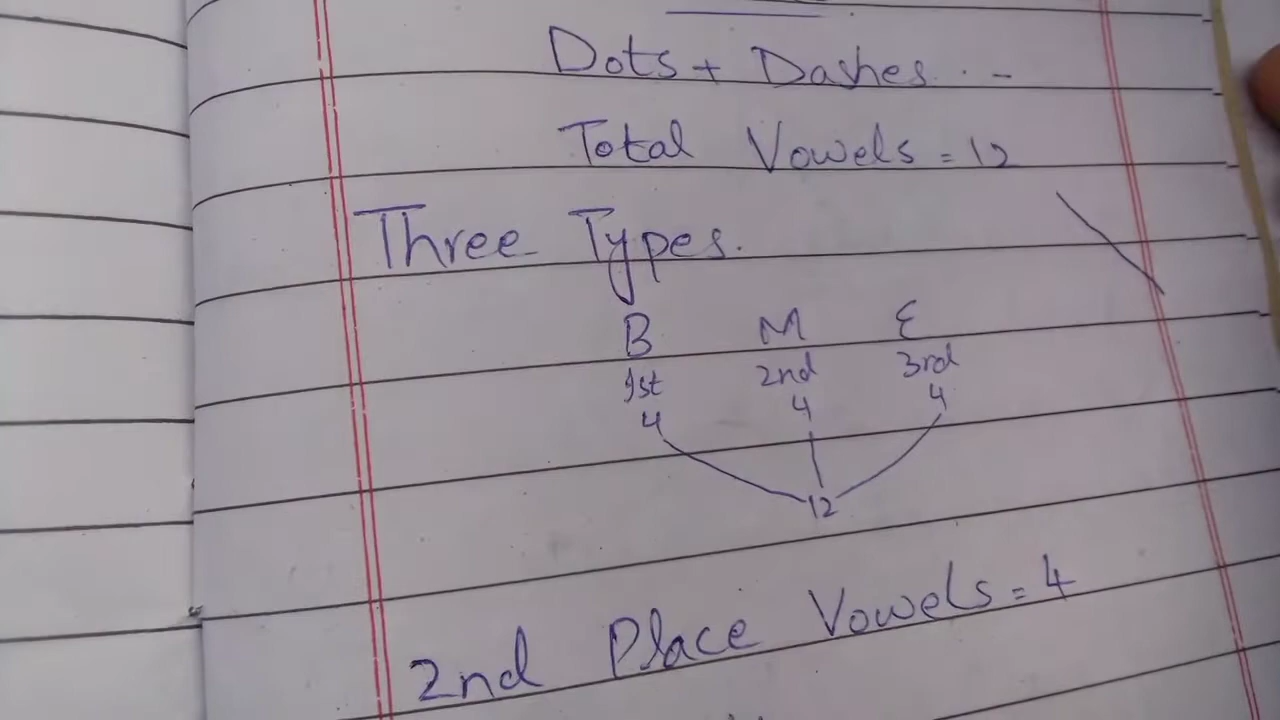 Dots + Dashes. . -
Total Vowels = 12
Three Types.
B M E
1st 2nd 3rd
4 4 4
12
2nd Place Vowels = 4